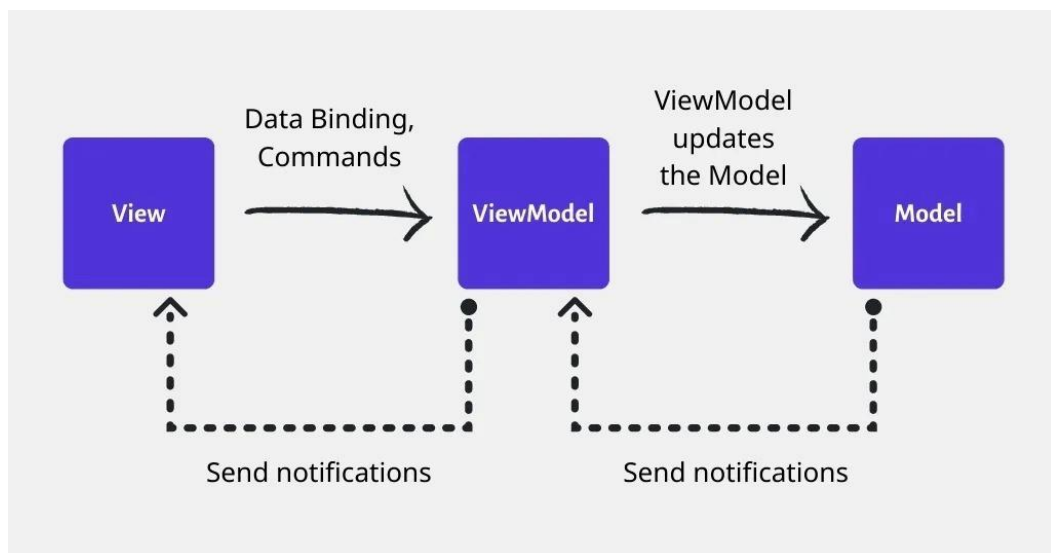 Data Binding,
Commands
ViewModel
updates
the Model
View
ViewModel
Model
Send notifications
Send notifications